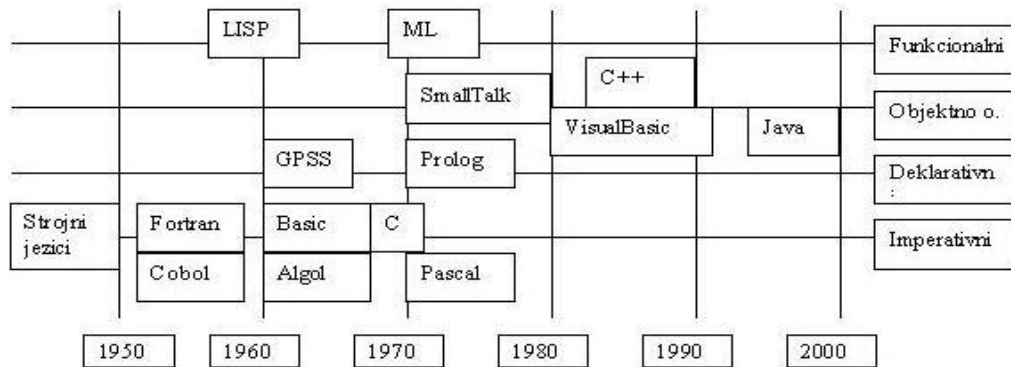 LISP
ML
Funkcionalni
C++
SmallTalk
Objektno o.
VisualBasic
Java
GPSS
Prolog
Deklarativn
:
Strojni
jezici
Fortran
Basic
C
Imperativni
Cobol
Algol
Pascal
1950
1960
1970
1980
1990
2000